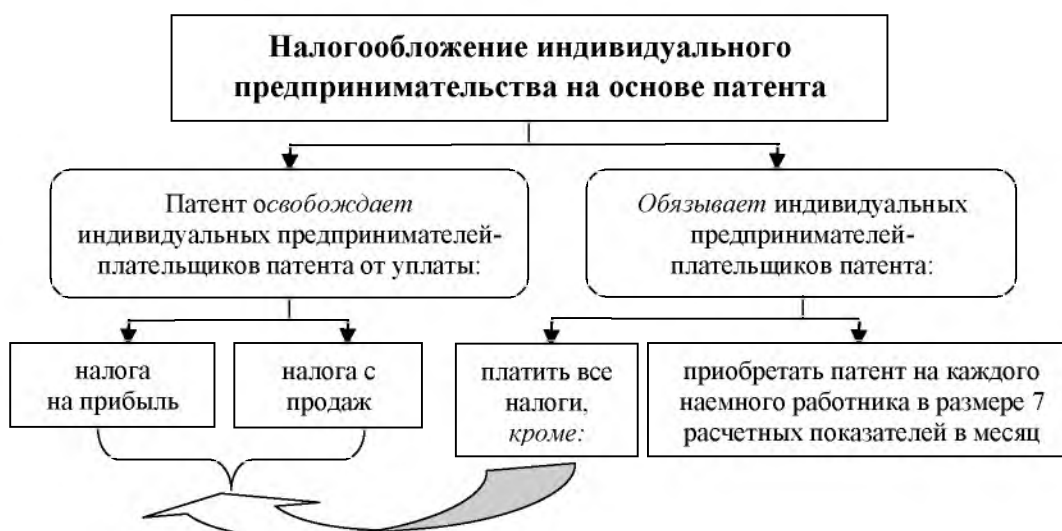 Налогообложение индивидуального
предпринимательства на основе патента
Патент освобождает
индивидуальных предпринимателей-
плательщиков патента от уплаты:
Обязывает индивидуальных
предпринимателей-
плательщиков патента:
налога
на прибыль
налога с
продаж
платить все
налоги,
кроме:
приобретать патент на каждого
наемного работника в размере 7
расчетных показателей в месяц